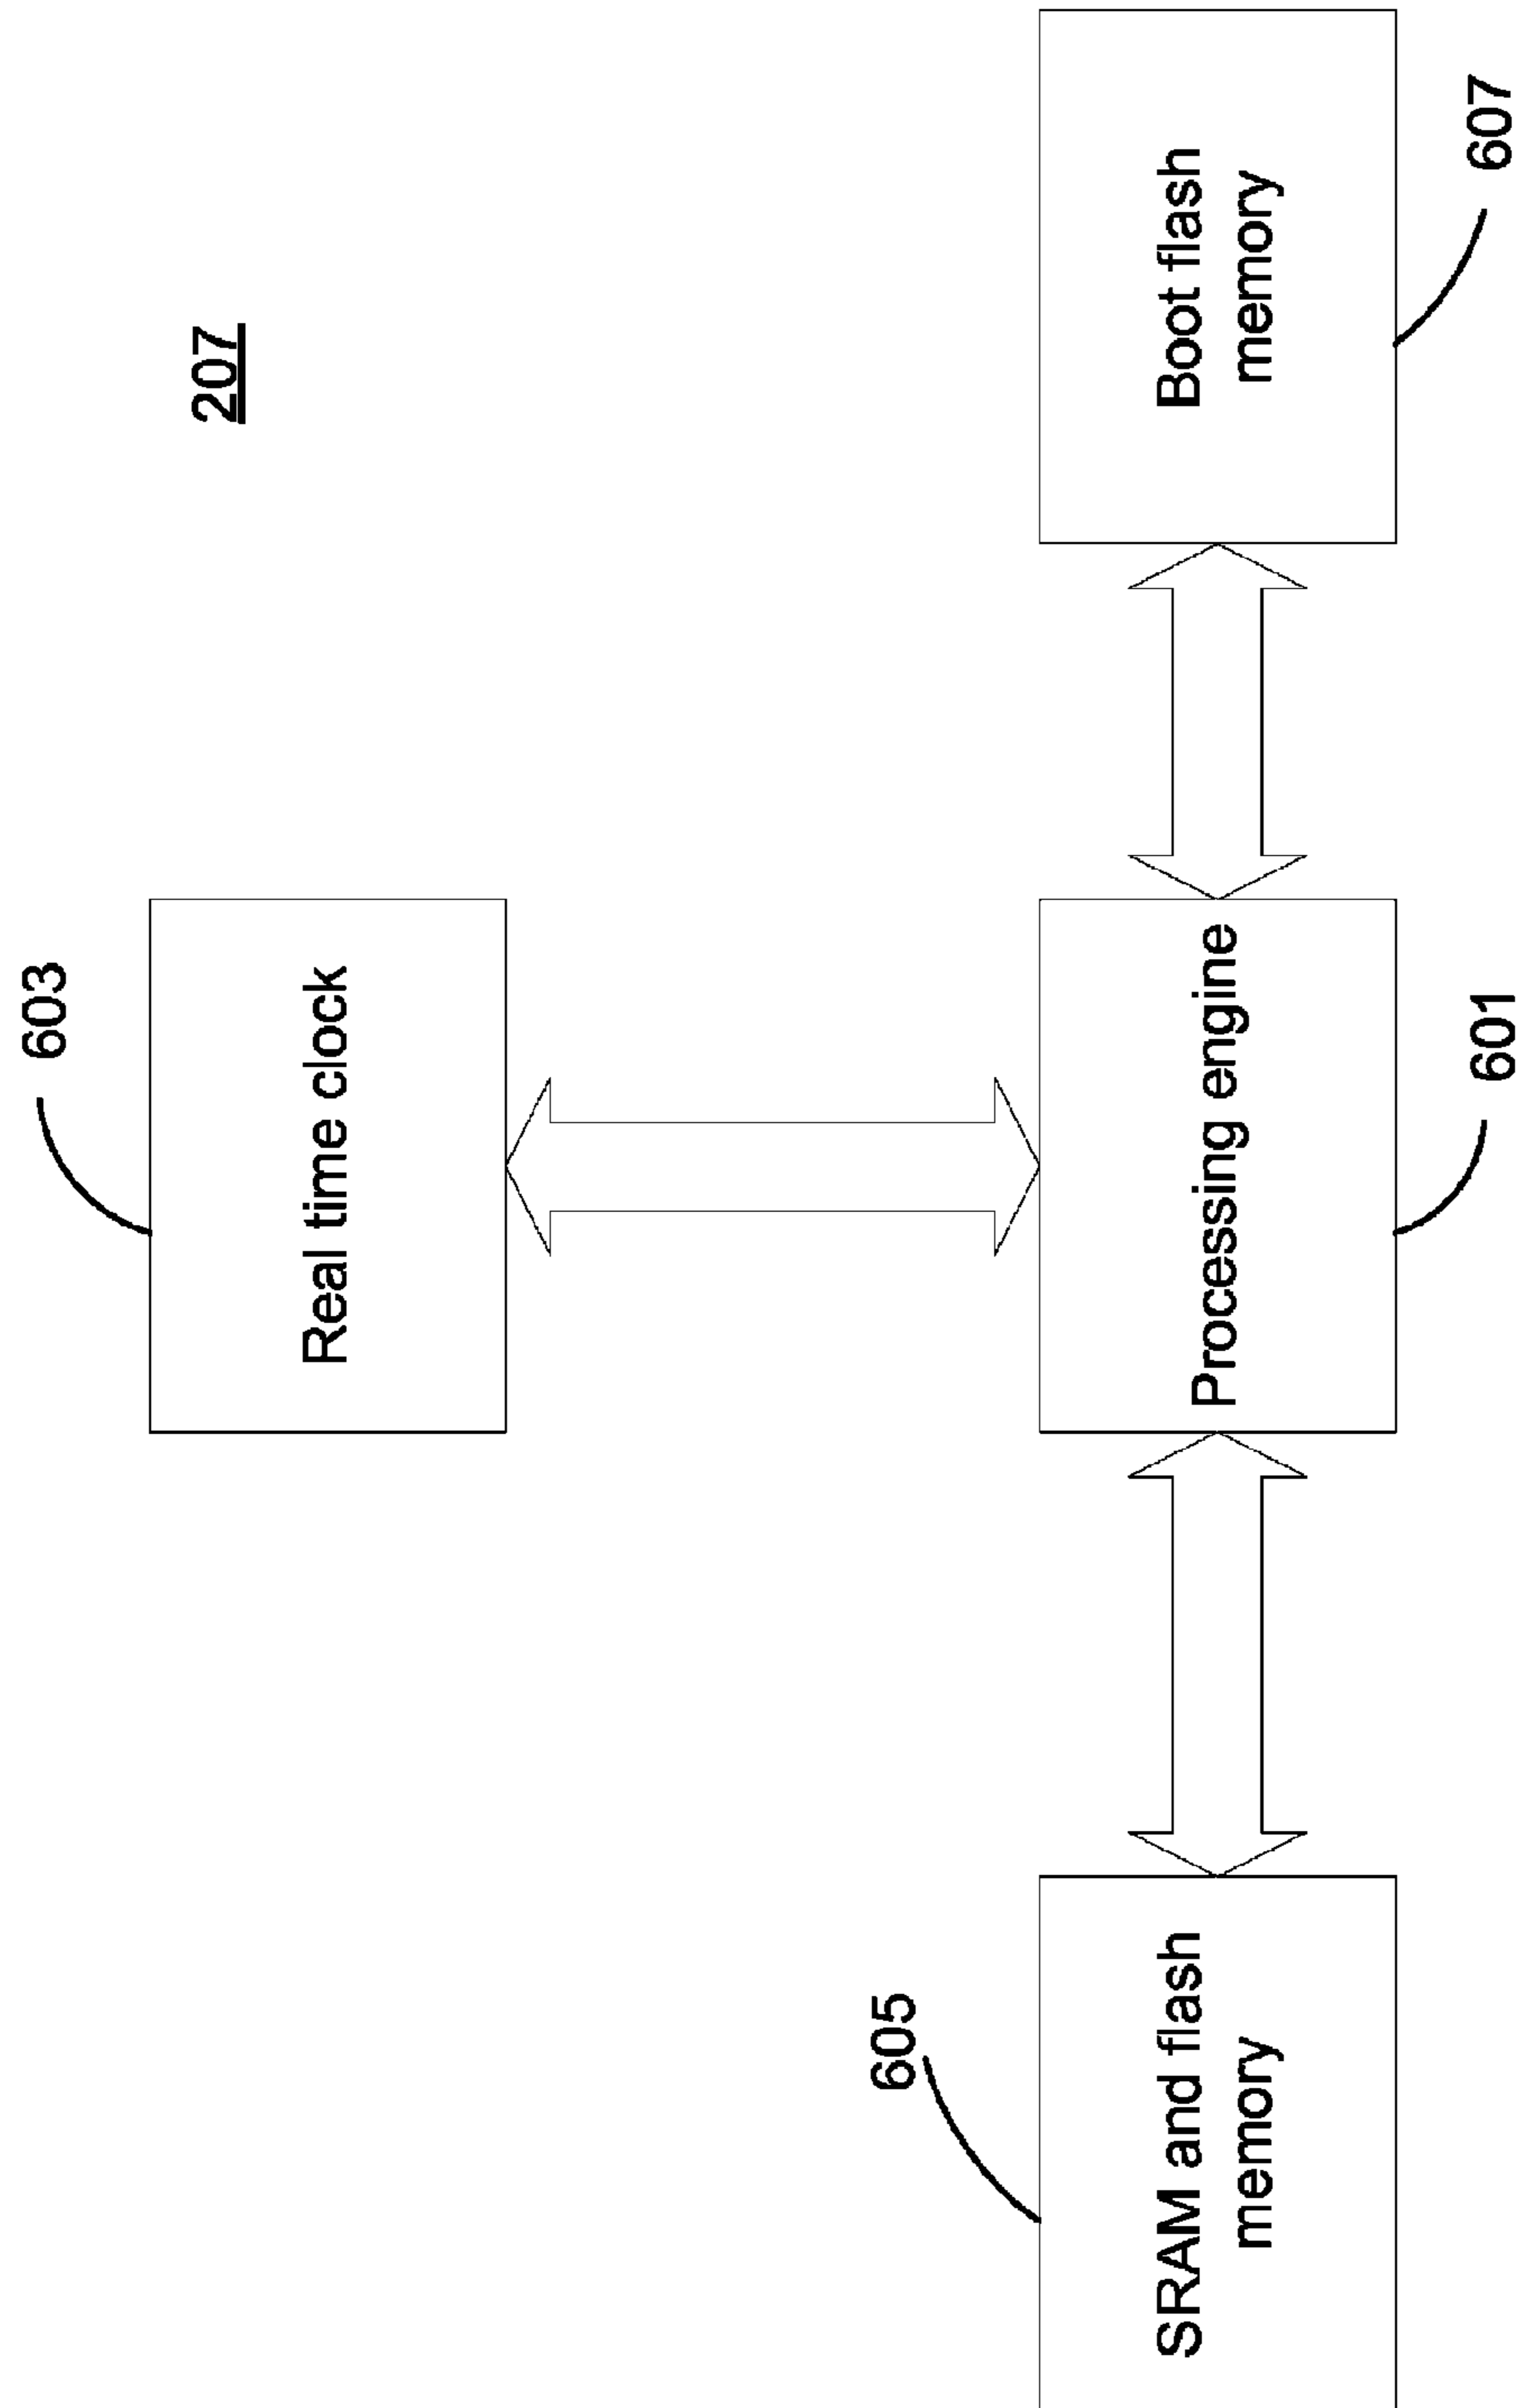 603
207
Real time clock
605
SRAM and flash
memory
Processing engine
Boot flash
memory
601
607